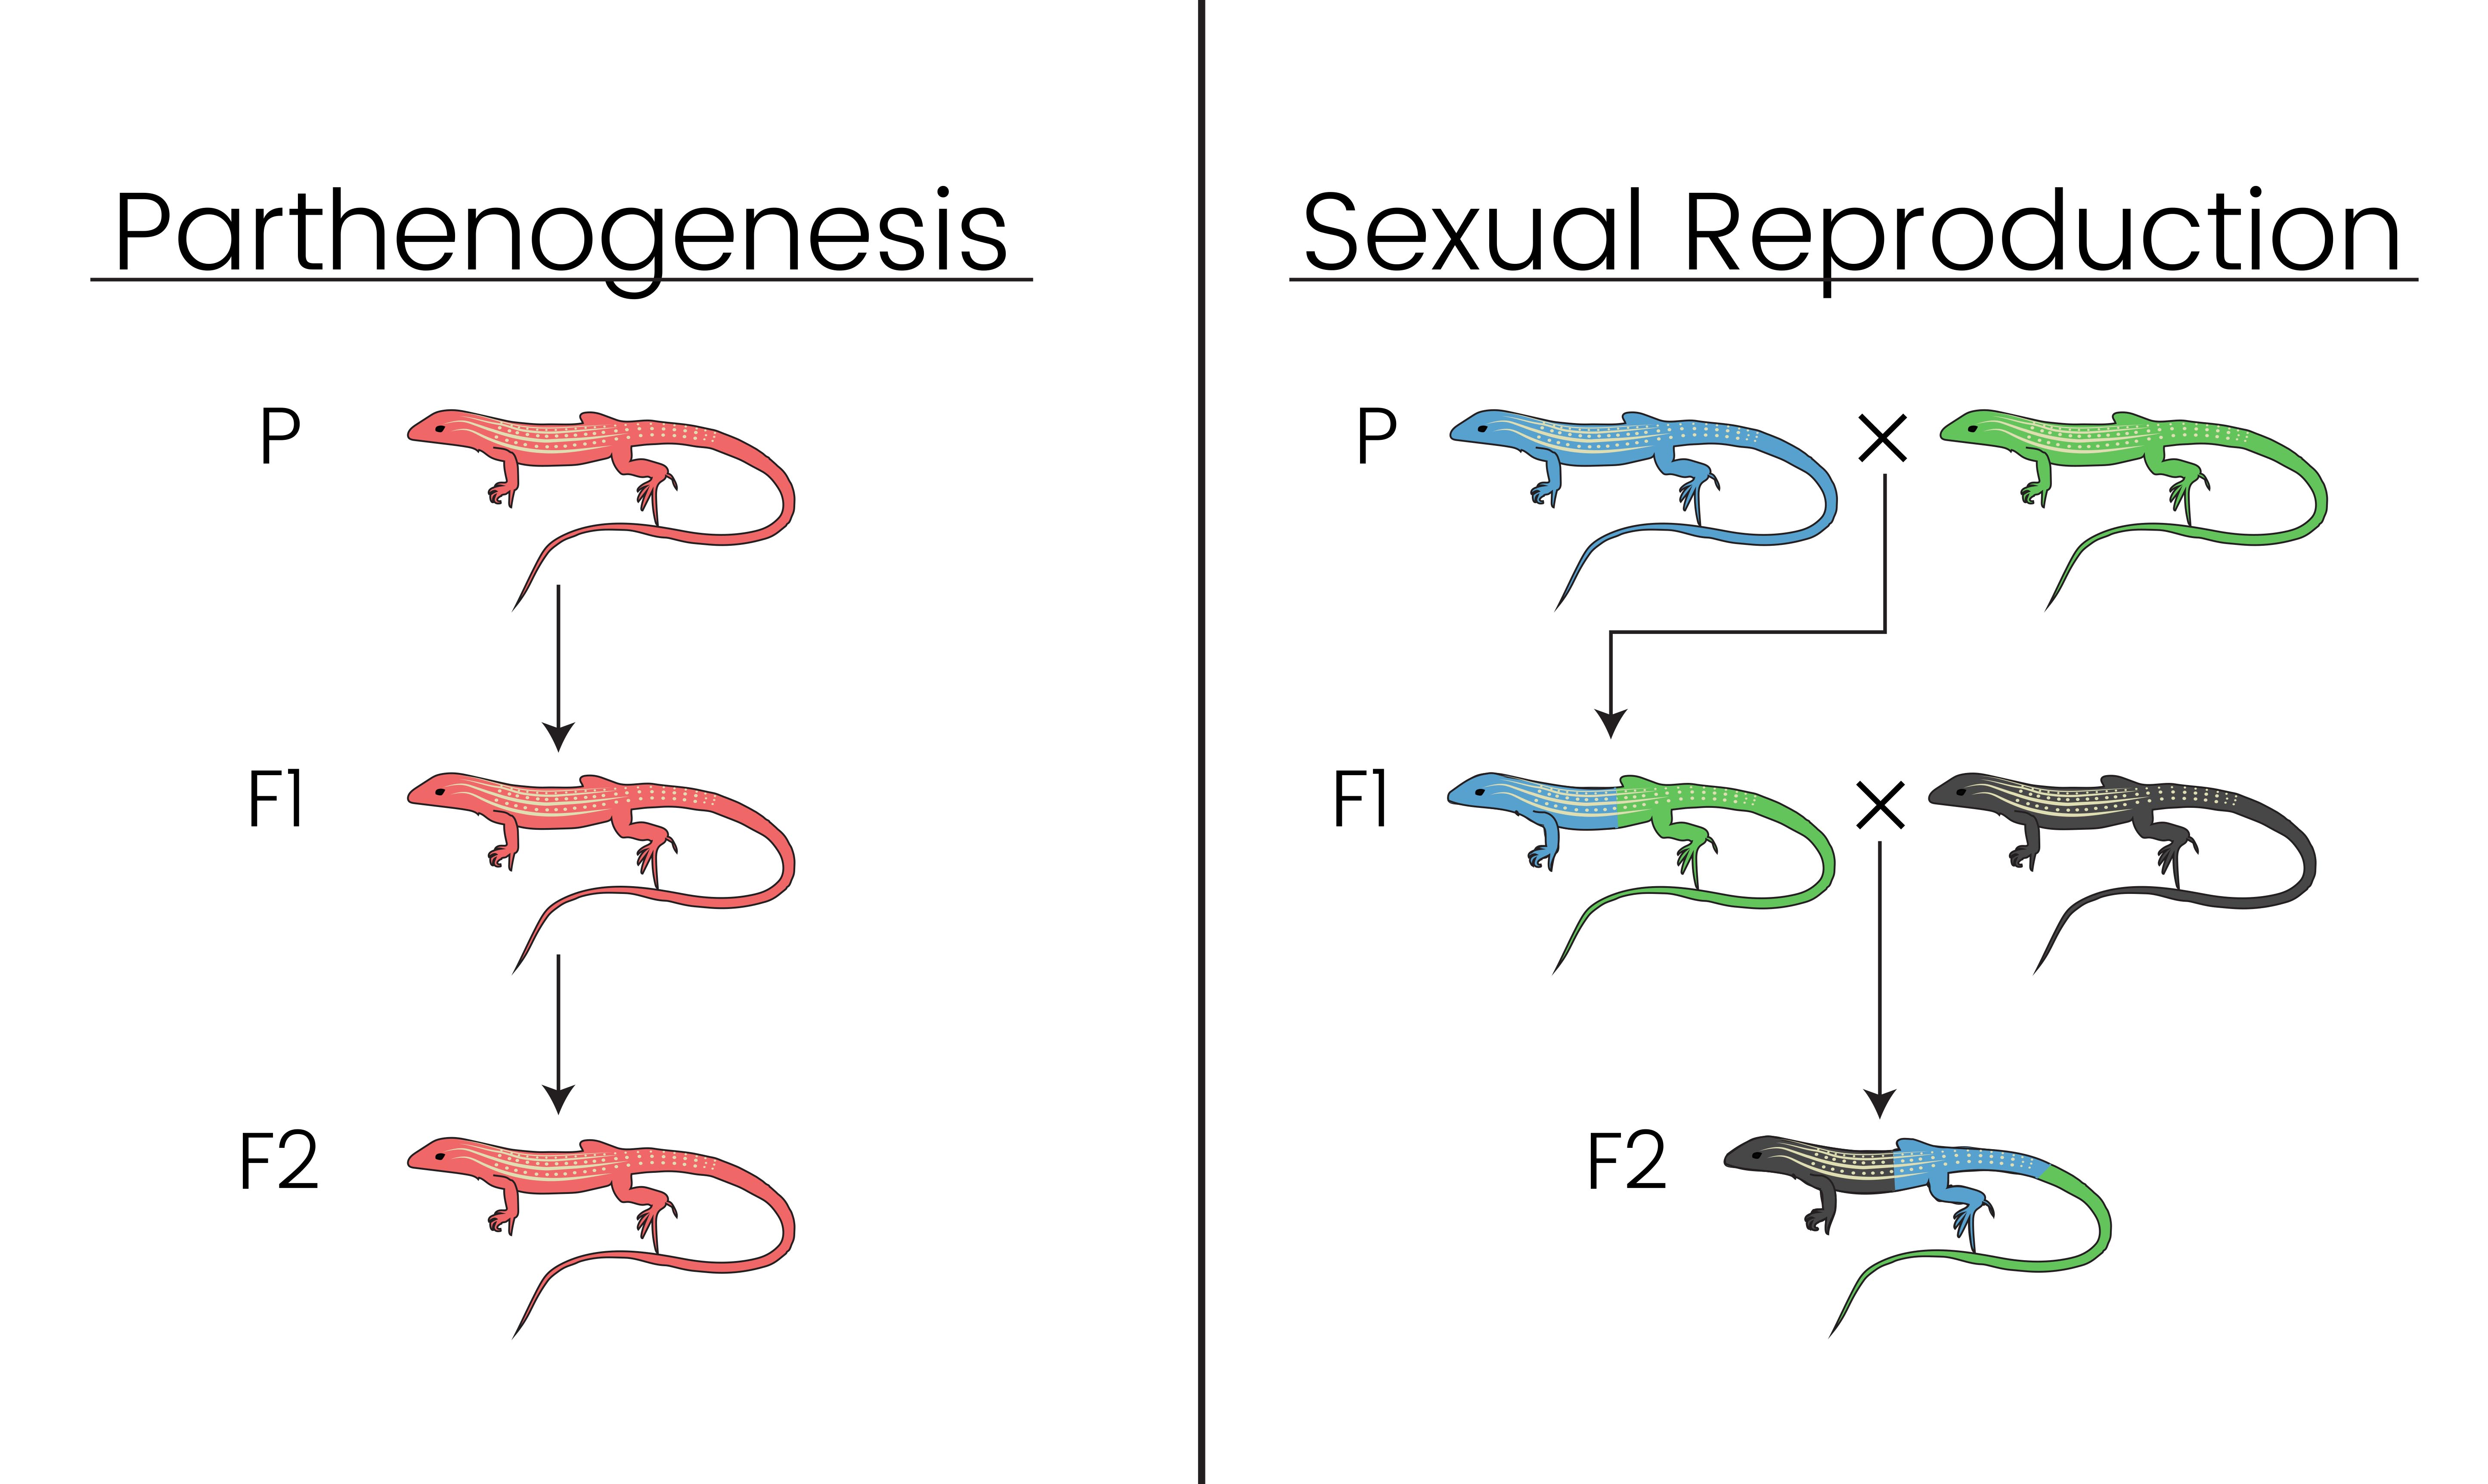 Parthenogenesis
P
F1
F2
Sexual Reproduction
P
×
F1
×
F2